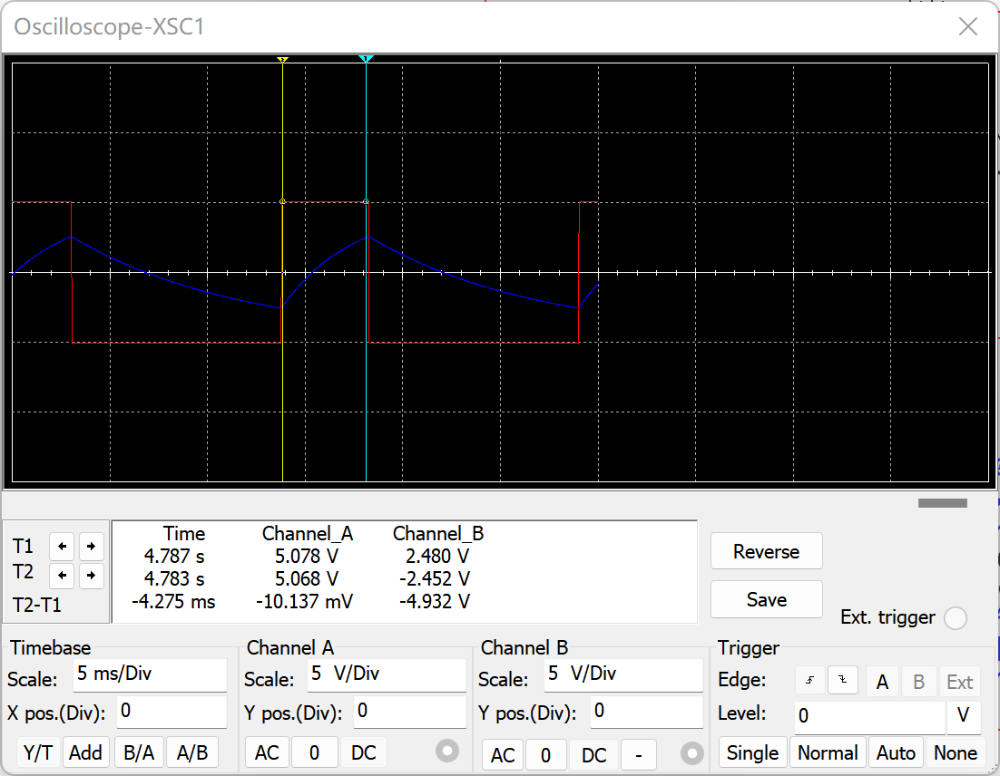 Oscilloscope-XSC1
2 1
Time Channel_A Channel_B
T1 4.787 s 5.078 V 2.480 V
T2 4.783 s 5.068 V -2.452 V
T2-T1 -4.275 ms -10.137 mV -4.932 V
Reverse
Save
Ext. trigger
Timebase
Scale: 5 ms/Div
X pos.(Div): 0
Y/T Add B/A A/B
Channel A
Scale: 5 V/Div
Y pos.(Div): 0
AC 0 DC
Channel B
Scale: 5 V/Div
Y pos.(Div): 0
AC 0 DC -
Trigger
Edge: A B Ext
Level: 0 V
Single Normal Auto None